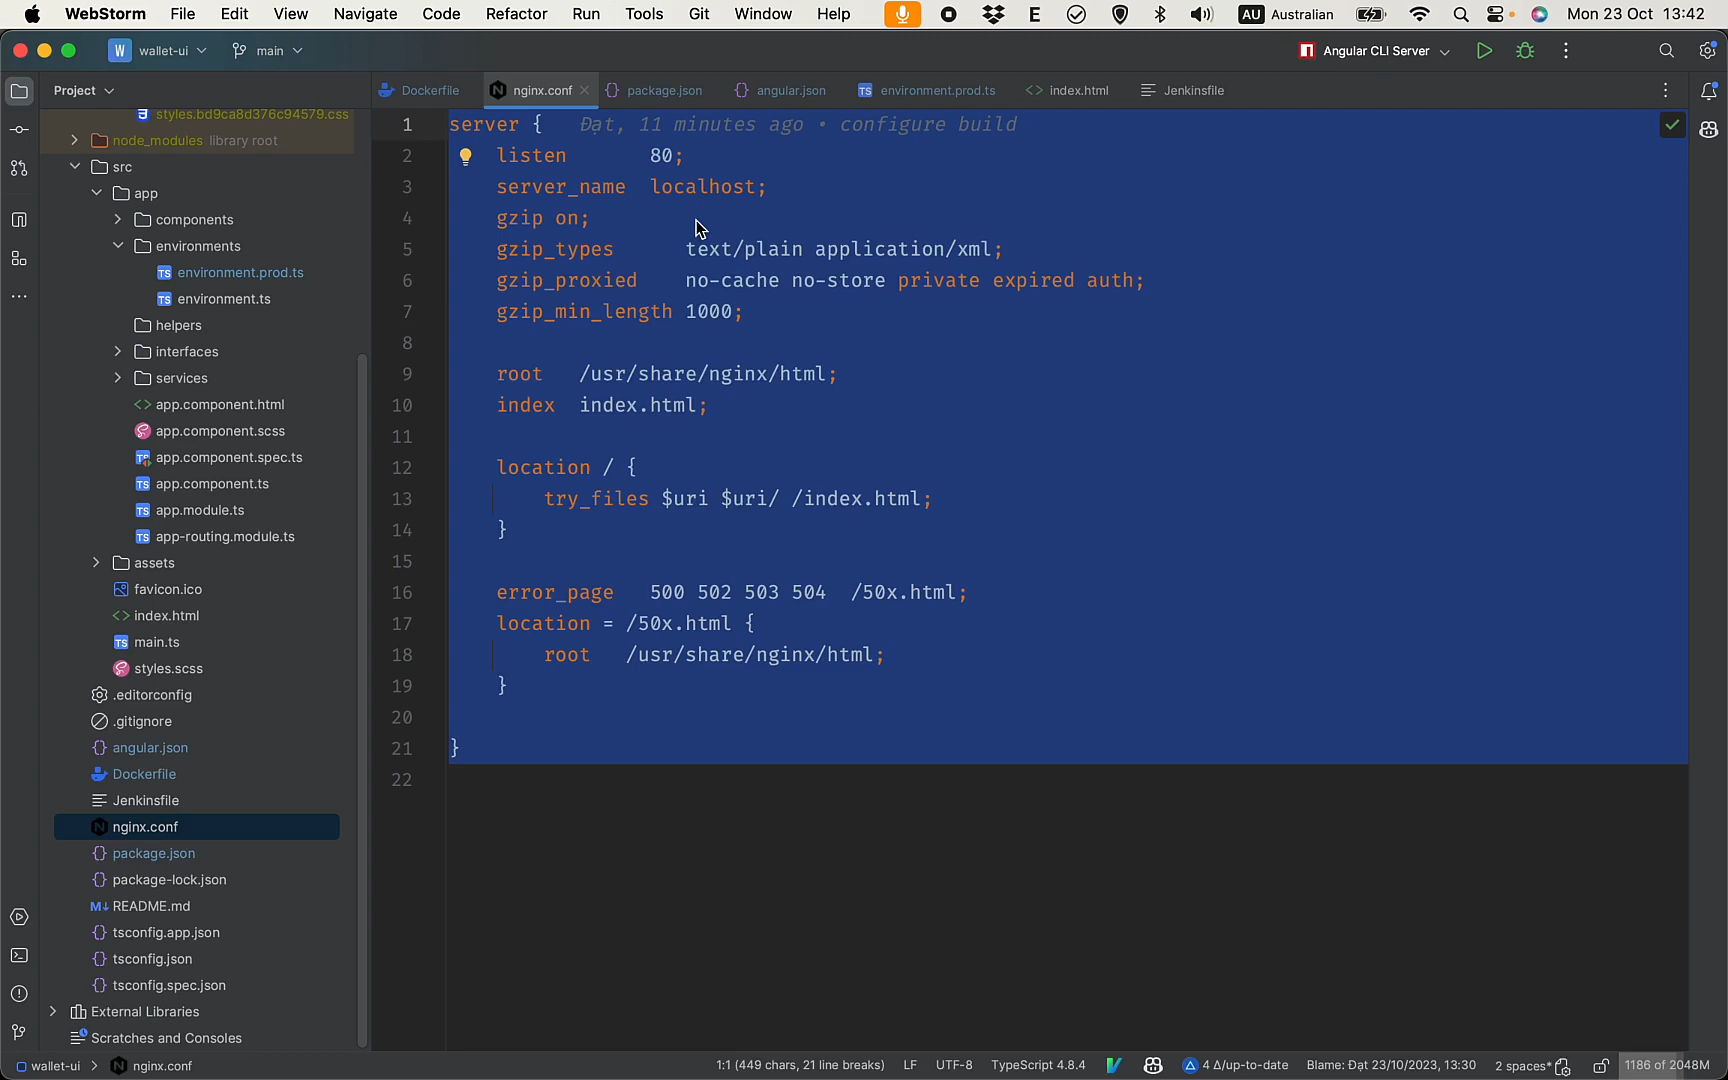 WebStorm File Edit View Navigate Code Refactor Run Tools Git Window Help E AU Australian Mon 23 Oct 13:42
W wallet-ui main Angular CLI Server
Project Dockerfile nginx.conf package.json angular.json TS environment.prod.ts index.html Jenkinsfile
styles.bd9ca8d376c94579.css
node_modules library root
src
app
components
environments
TS environment.prod.ts
TS environment.ts
helpers
interfaces
services
app.component.html
app.component.scss
TS app.component.spec.ts
TS app.component.ts
TS app.module.ts
TS app-routing.module.ts
assets
favicon.ico
index.html
TS main.ts
styles.scss
.editorconfig
.gitignore
angular.json
Dockerfile
Jenkinsfile
nginx.conf
package.json
package-lock.json
M↓ README.md
tsconfig.app.json
tsconfig.json
tsconfig.spec.json
External Libraries
Scratches and Consoles
1 server { Đạt, 11 minutes ago • configure build
2 listen 80;
3 server_name localhost;
4 gzip on;
5 gzip_types text/plain application/xml;
6 gzip_proxied no-cache no-store private expired auth;
7 gzip_min_length 1000;
8
9 root /usr/share/nginx/html;
10 index index.html;
11
12 location / {
13 try_files $uri $uri/ /index.html;
14 }
15
16 error_page 500 502 503 504 /50x.html;
17 location = /50x.html {
18 root /usr/share/nginx/html;
19 }
20
21 }
22
wallet-ui nginx.conf 1:1 (449 chars, 21 line breaks) LF UTF-8 TypeScript 4.8.4 4 Δ/up-to-date Blame: Đạt 23/10/2023, 13:30 2 spaces* 1186 of 2048M